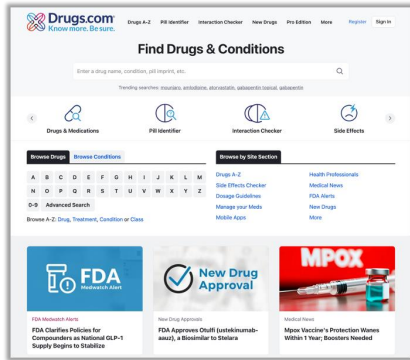 Drugs.com
Know more. Be sure.
Drugs A-Z Pill Identifier Interaction Checker New Drugs Pro Edition More Register Sign In
Find Drugs & Conditions
Enter a drug name, condition, pill imprint, etc.
Trending searches: mounjaro, amlodipine, atorvastatin, gabapentin topical, gabapentin
Drugs & Medications Pill Identifier Interaction Checker Side Effects
Browse Drugs Browse Conditions
A B C D E F G H I J K L M
N O P Q R S T U V W X Y Z
0-9 Advanced Search
Browse A-Z: Drug, Treatment, Condition or Class
Browse by Site Section
Drugs A-Z Health Professionals
Side Effects Checker Medical News
Dosage Guidelines FDA Alerts
Manage your Meds New Drugs
Mobile Apps More
FDA
Medwatch Alert
FDA Medwatch Alerts
FDA Clarifies Policies for
Compounders as National GLP-1
Supply Begins to Stabilize
New Drug
Approval
New Drug Approvals
FDA Approves Otulfi (ustekinumab-
aauz), a Biosimilar to Stelara
MPOX
Medical News
Mpox Vaccine's Protection Wanes
Within 1 Year; Boosters Needed